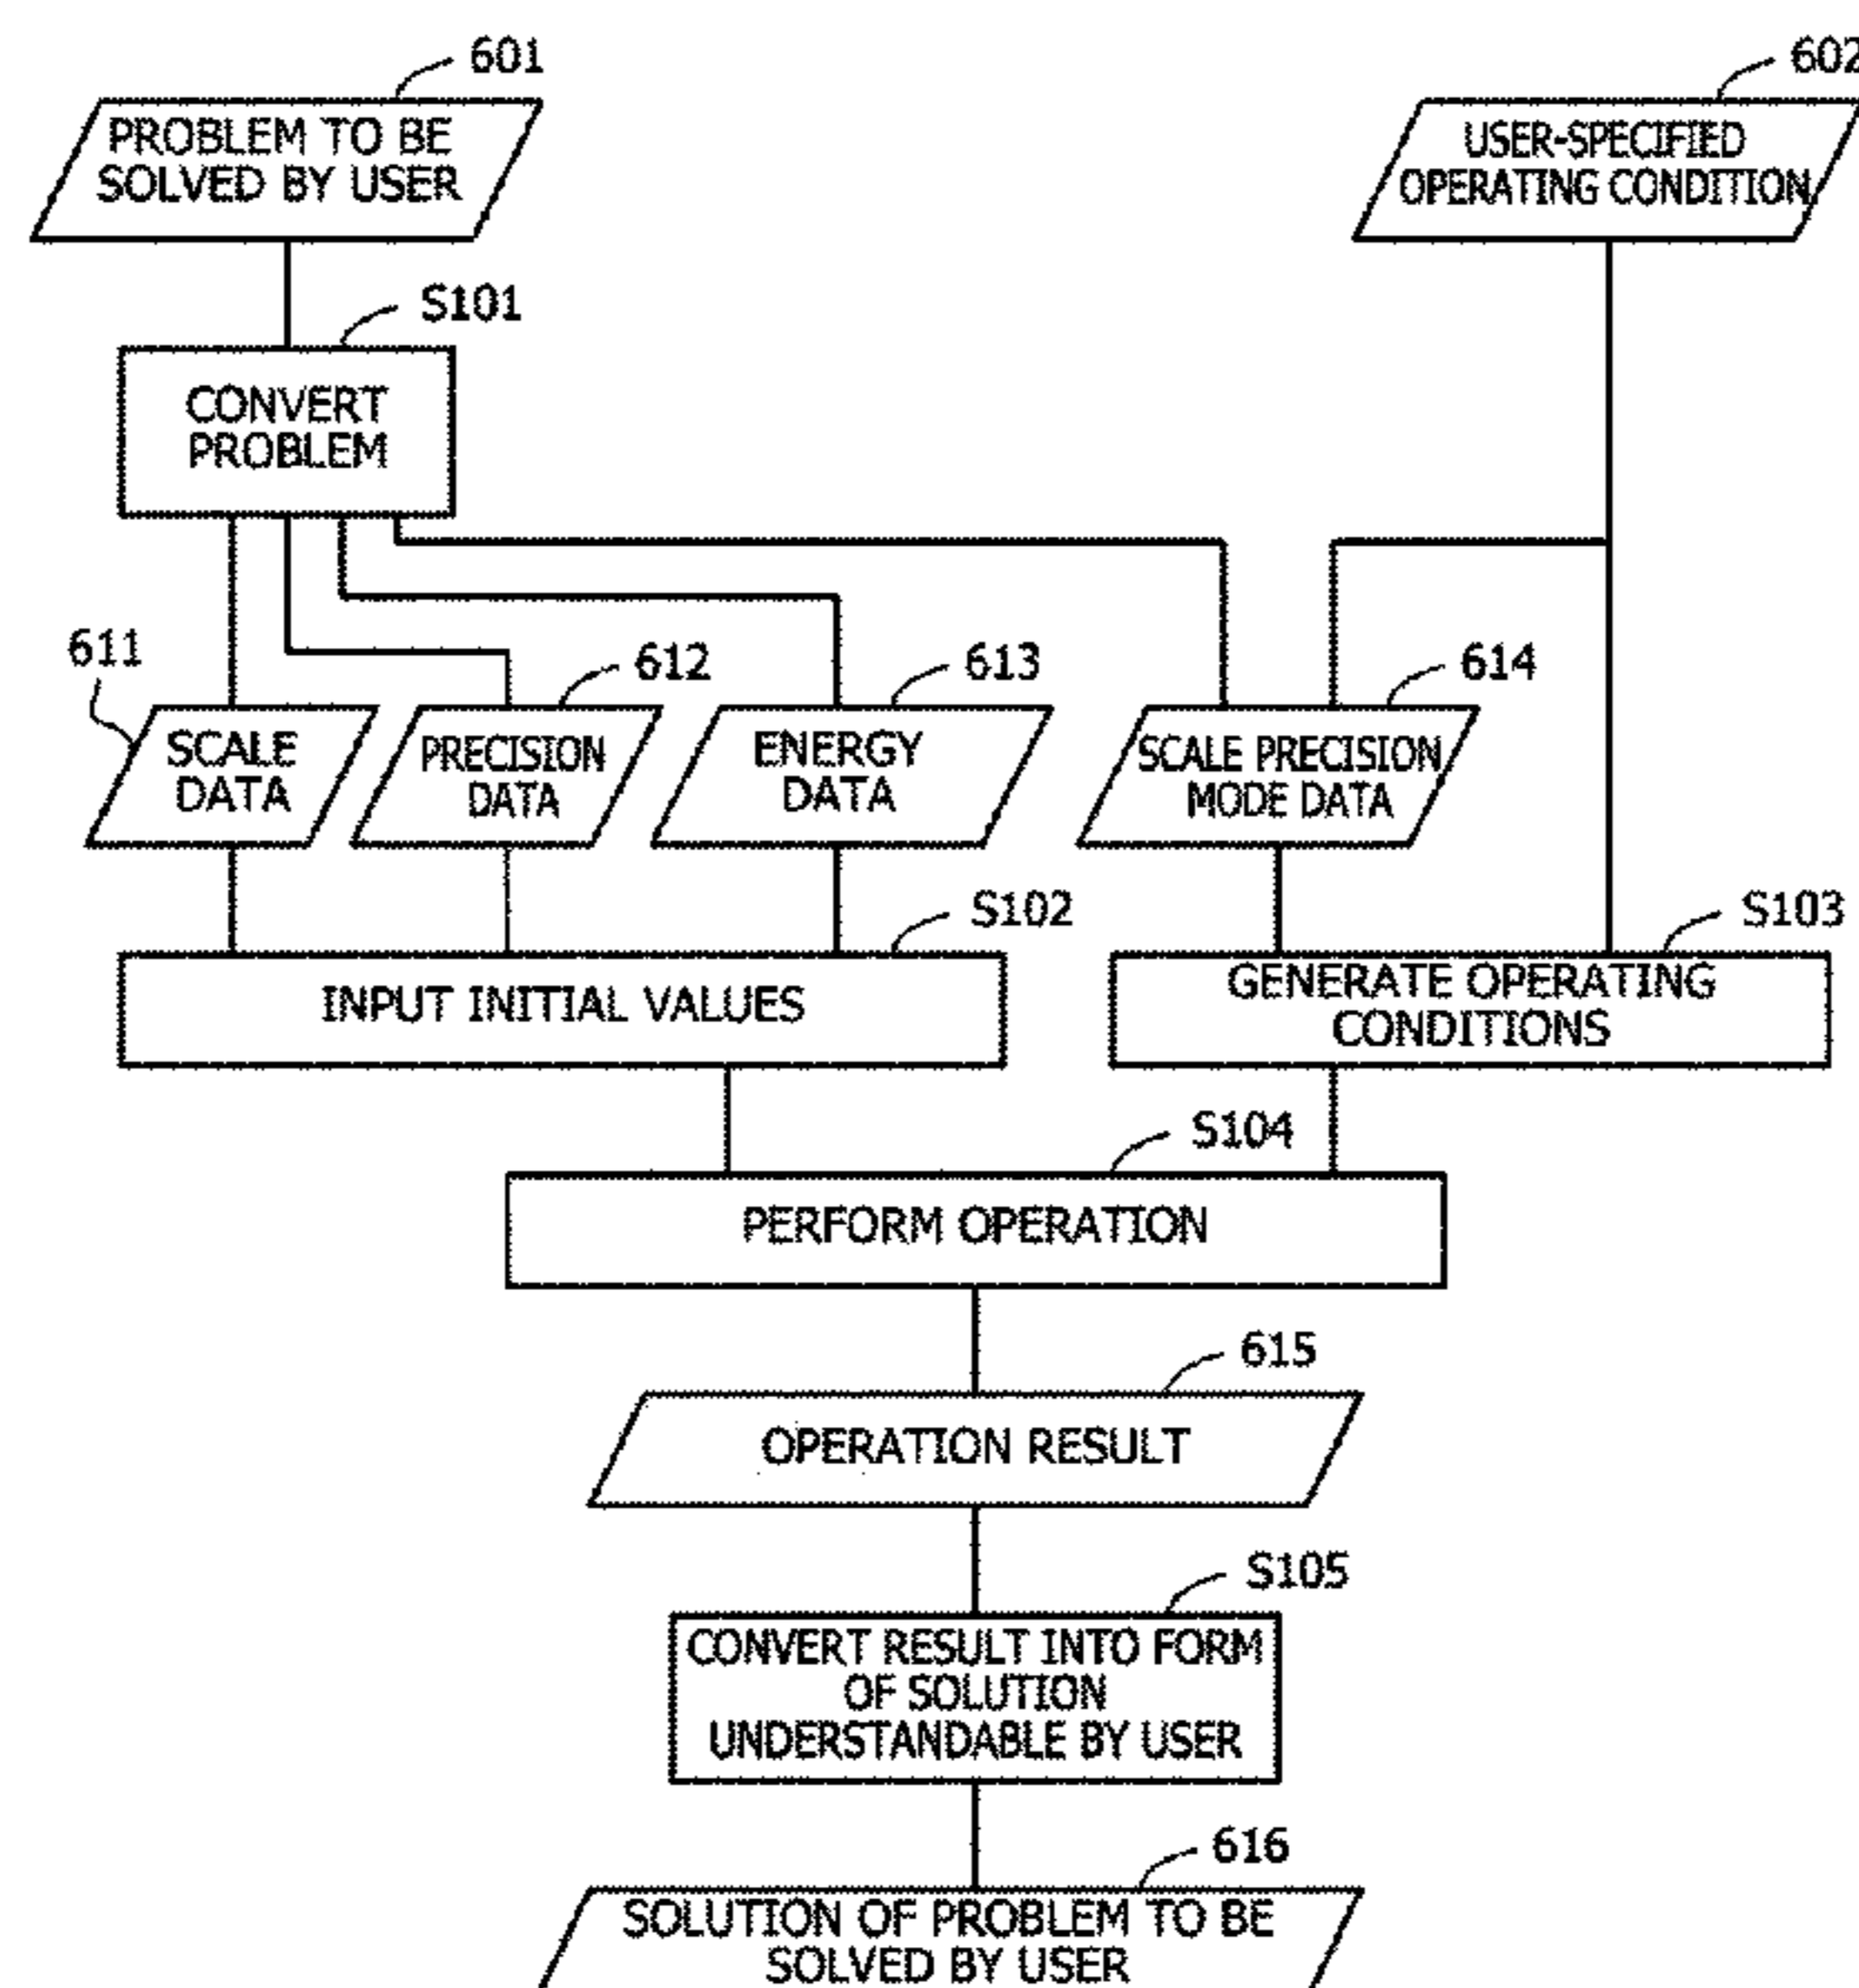 601
PROBLEM TO BE
SOLVED BY USER
602
USER-SPECIFIED
OPERATING CONDITION
S101
CONVERT
PROBLEM
611
SCALE
DATA
612
PRECISION
DATA
613
ENERGY
DATA
614
SCALE PRECISION
MODE DATA
S102
INPUT INITIAL VALUES
S103
GENERATE OPERATING
CONDITIONS
S104
PERFORM OPERATION
615
OPERATION RESULT
S105
CONVERT RESULT INTO FORM
OF SOLUTION
UNDERSTANDABLE BY USER
616
SOLUTION OF PROBLEM TO BE
SOLVED BY USER